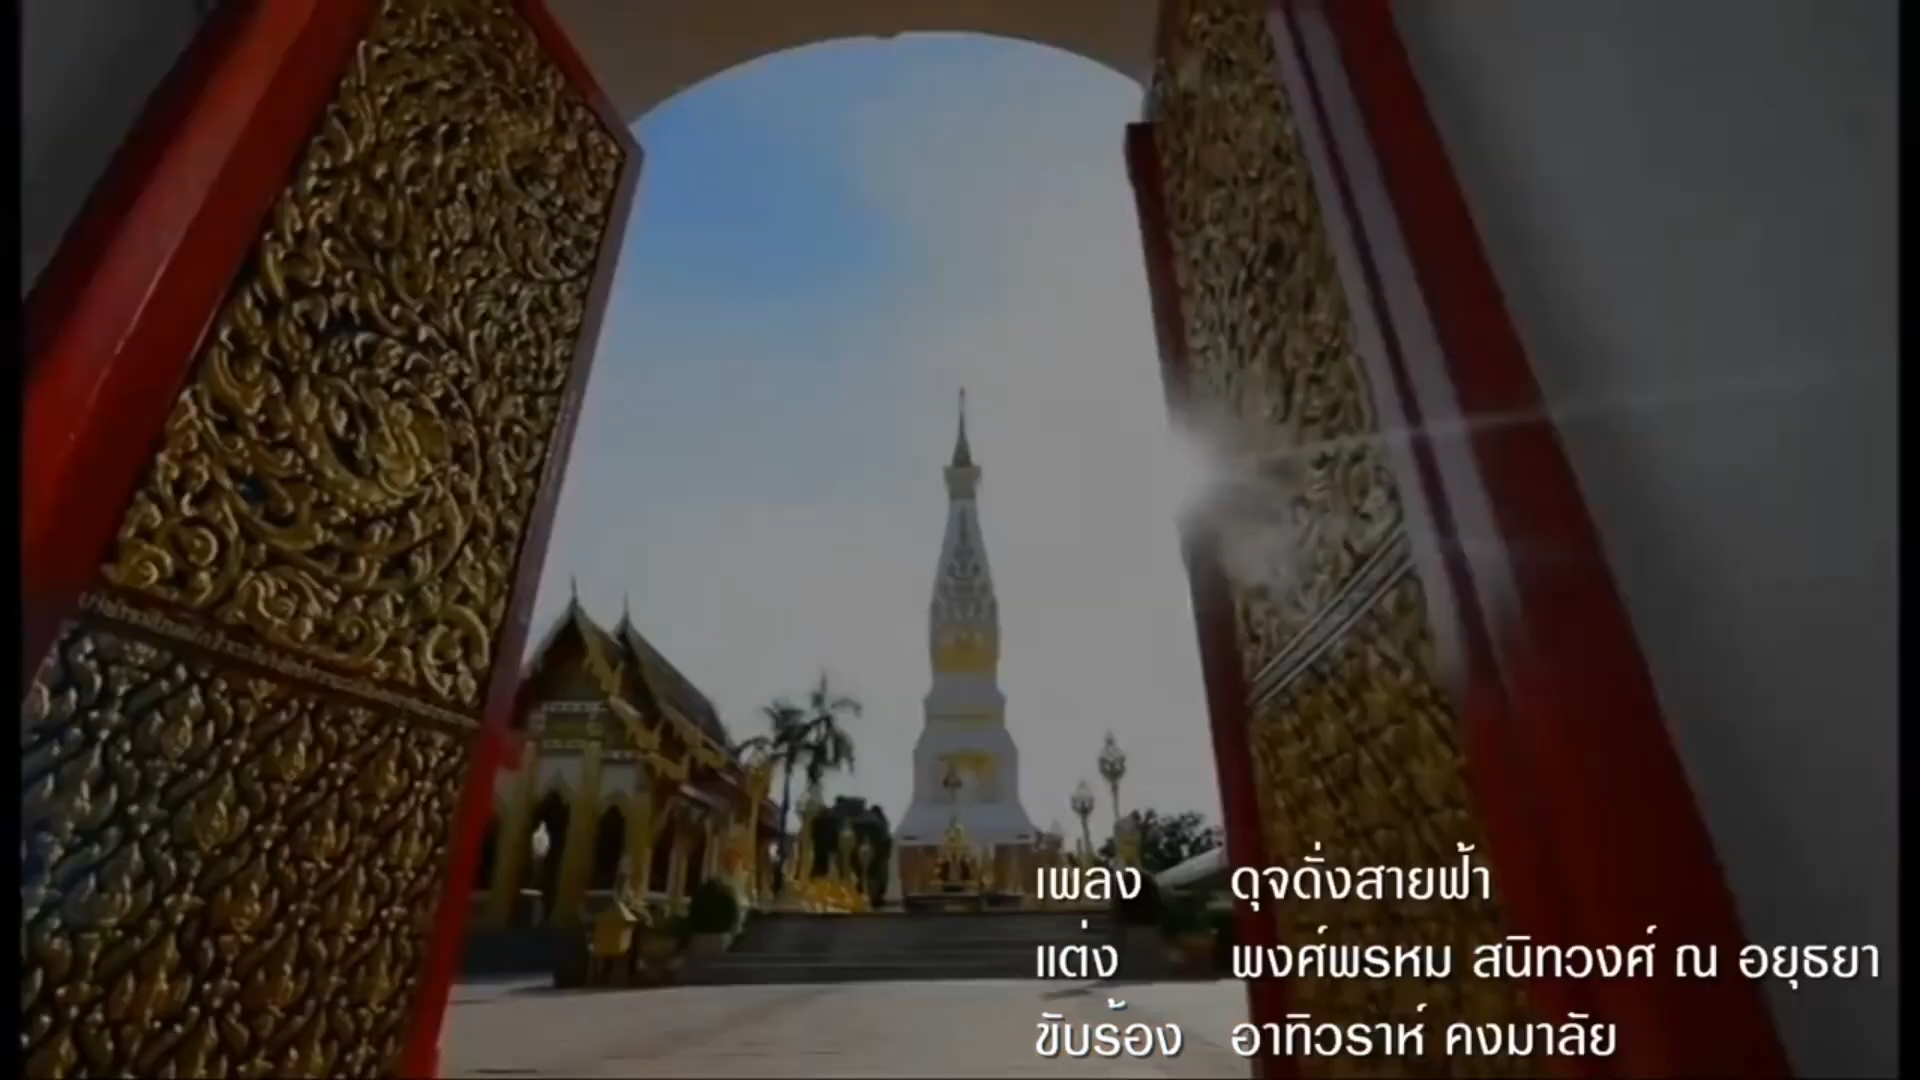 เพลง ดุจดั่งสายฟ้า
แต่ง พงศ์พรหม สนิทวงศ์ ณ อยุธยา
ขับร้อง อาทิวราห์ คงมาลัย